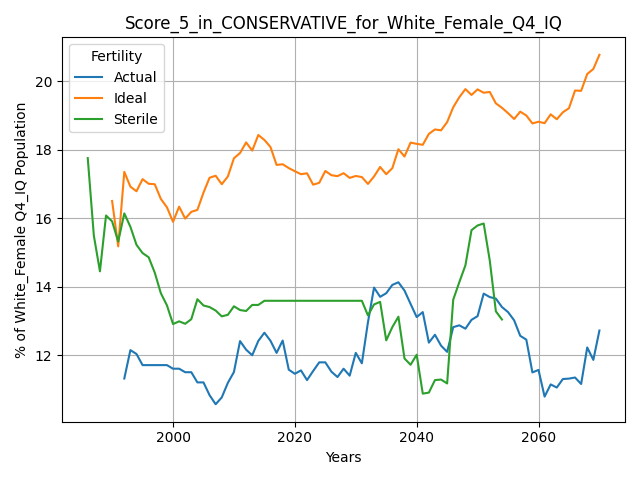 Score_5_in_CONSERVATIVE_for_White_Female_Q4_IQ
Fertility
Actual
Ideal
Sterile
% of White_Female Q4_IQ Population
20
18
16
14
12
2000
2020
2040
2060
Years